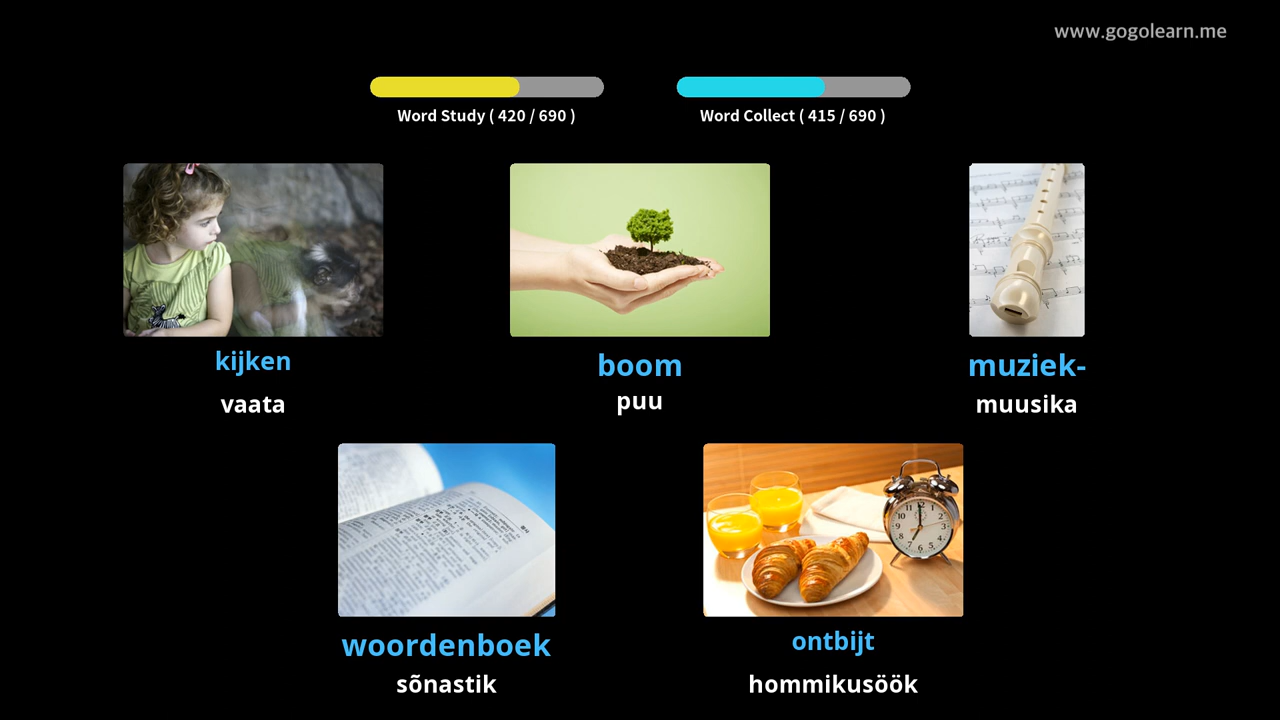 www.gogolearn.me
Word Study ( 420 / 690 )
Word Collect ( 415 / 690 )
kijken
vaata
boom
puu
muziek-
muusika
woordenboek
sõnastik
ontbijt
hommikusöök